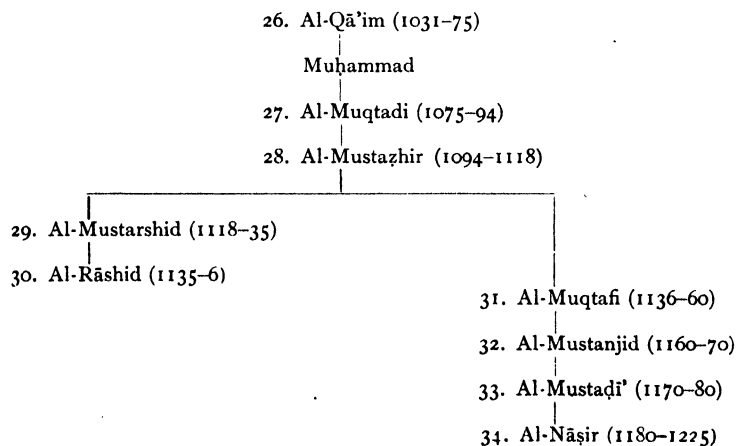 26. Al-Qā'im (1031–75)
Muḥammad
27. Al-Muqtadi (1075–94)
28. Al-Mustaẓhir (1094–1118)
29. Al-Mustarshid (1118–35)
30. Al-Rāshid (1135–6)
31. Al-Muqtafi (1136–60)
32. Al-Mustanjid (1160–70)
33. Al-Mustaḍī' (1170–80)
34. Al-Nāṣir (1180–1225)